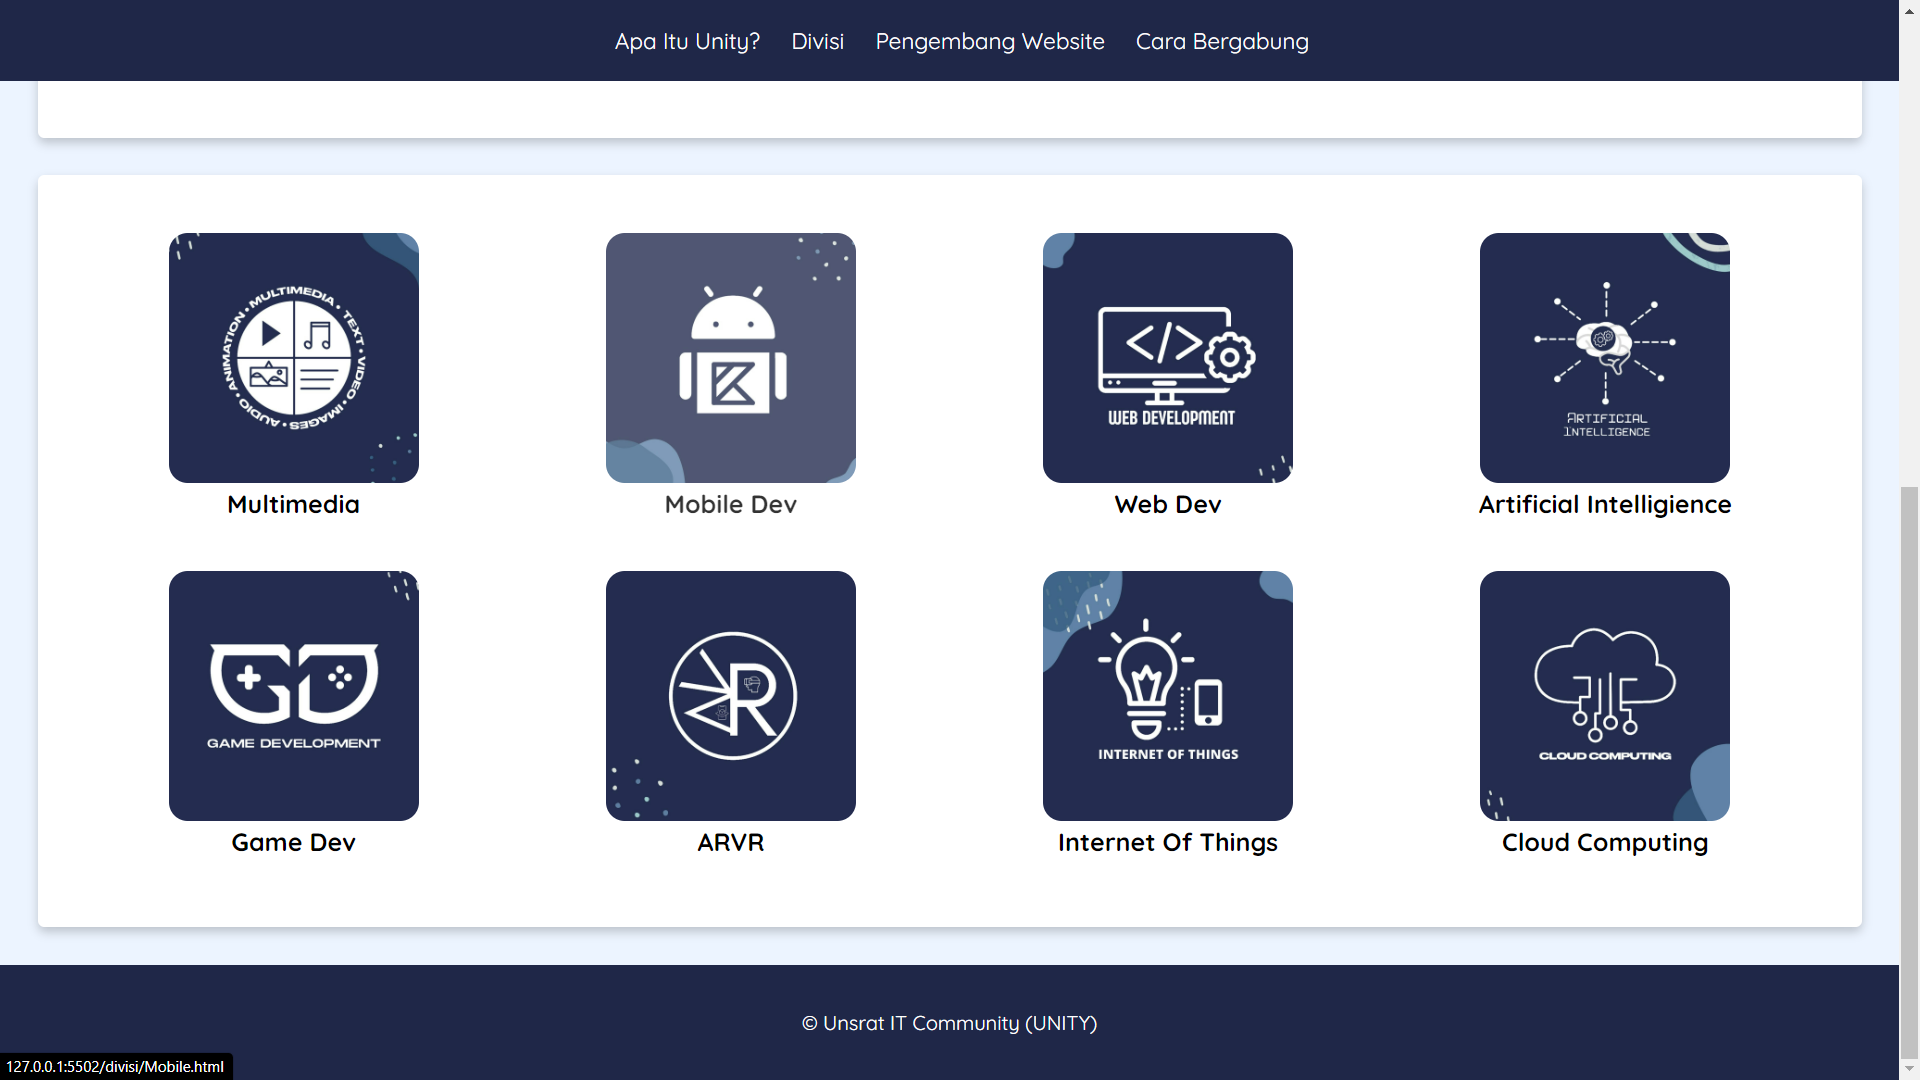 Apa Itu Unity? Divisi Pengembang Website Cara Bergabung
MULTIMEDIA • TEXT • VIDEO • IMAGES • AUDIO • ANIMATION •
WEB DEVELOPMENT
ARTIFICIAL
INTELLIGENCE
Multimedia Mobile Dev Web Dev Artificial Intelligience
GD
GAME DEVELOPMENT
VR
INTERNET OF THINGS
CLOUD COMPUTING
Game Dev ARVR Internet Of Things Cloud Computing
© Unsrat IT Community (UNITY)
127.0.0.1:5502/divisi/Mobile.html